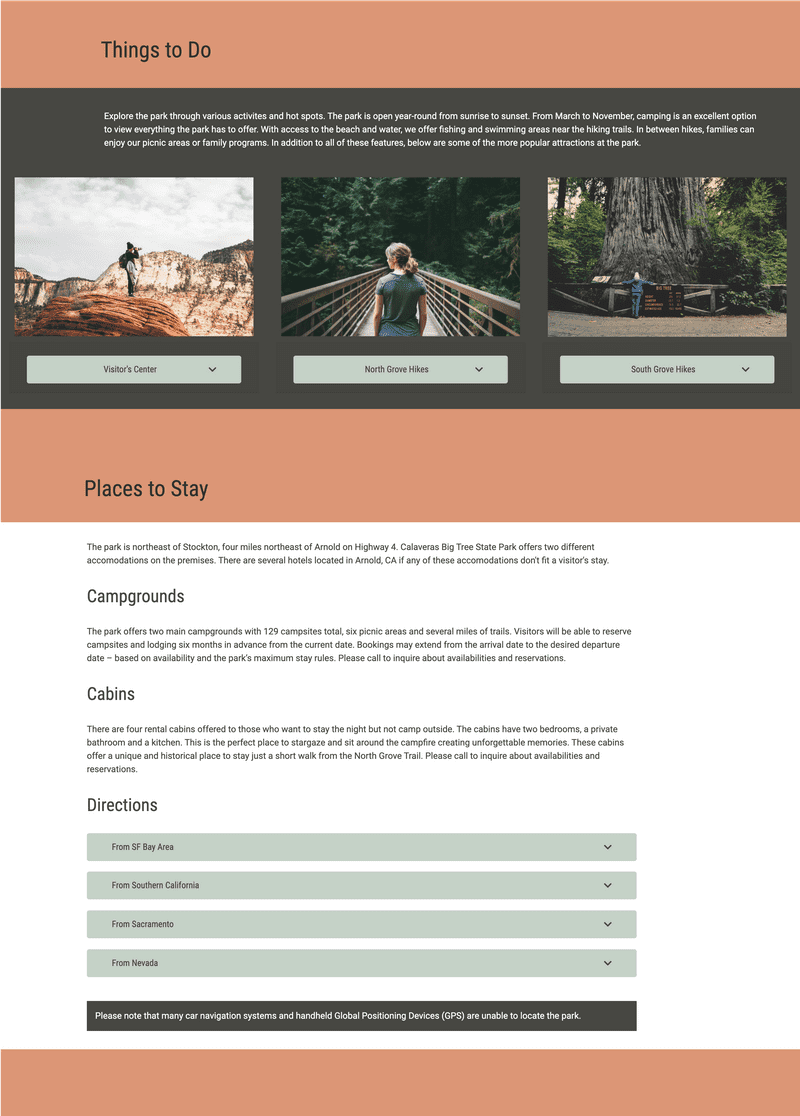 Things to Do
Explore the park through various activites and hot spots. The park is open year-round from sunrise to sunset. From March to November, camping is an excellent option
to view everything the park has to offer. With access to the beach and water, we offer fishing and swimming areas near the hiking trails. In between hikes, families can
enjoy our picnic areas or family programs. In addition to all of these features, below are some of the more popular attractions at the park.
BIG TREE
Visitor's Center
North Grove Hikes
South Grove Hikes
Places to Stay
The park is northeast of Stockton, four miles northeast of Arnold on Highway 4. Calaveras Big Tree State Park offers two different
accomodations on the premises. There are several hotels located in Arnold, CA if any of these accomodations don't fit a visitor's stay.
Campgrounds
The park offers two main campgrounds with 129 campsites total, six picnic areas and several miles of trails. Visitors will be able to reserve
campsites and lodging six months in advance from the current date. Bookings may extend from the arrival date to the desired departure
date – based on availability and the park's maximum stay rules. Please call to inquire about availabilities and reservations.
Cabins
There are four rental cabins offered to those who want to stay the night but not camp outside. The cabins have two bedrooms, a private
bathroom and a kitchen. This is the perfect place to stargaze and sit around the campfire creating unforgettable memories. These cabins
offer a unique and historical place to stay just a short walk from the North Grove Trail. Please call to inquire about availabilities and
reservations.
Directions
From SF Bay Area
From Southern California
From Sacramento
From Nevada
Please note that many car navigation systems and handheld Global Positioning Devices (GPS) are unable to locate the park.